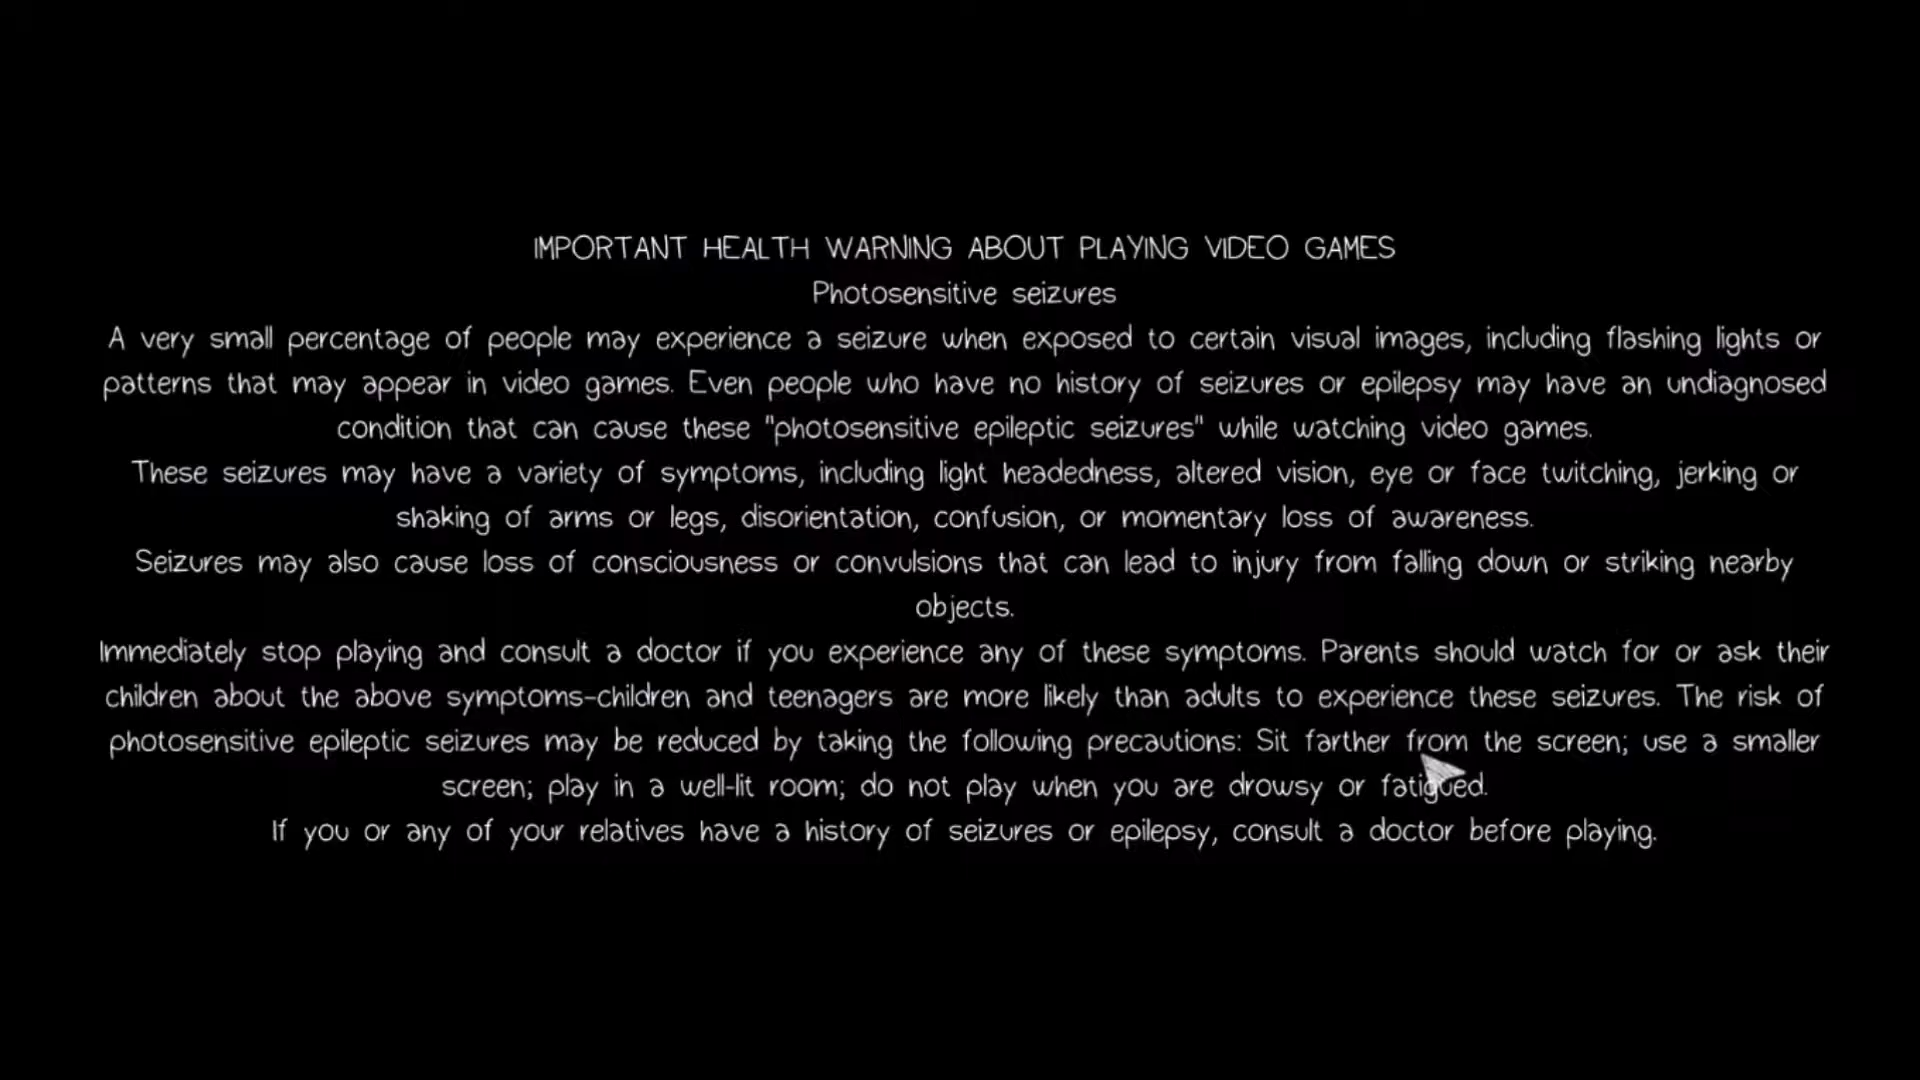 IMPORTANT HEALTH WARNING ABOUT PLAYING VIDEO GAMES
Photosensitive seizures
A very small percentage of people may experience a seizure when exposed to certain visual images, including flashing lights or
patterns that may appear in video games. Even people who have no history of seizures or epilepsy may have an undiagnosed
condition that can cause these "photosensitive epileptic seizures" while watching video games.
These seizures may have a variety of symptoms, including light headedness, altered vision, eye or face twitching, jerking or
shaking of arms or legs, disorientation, confusion, or momentary loss of awareness.
Seizures may also cause loss of consciousness or convulsions that can lead to injury from falling down or striking nearby
objects.
Immediately stop playing and consult a doctor if you experience any of these symptoms. Parents should watch for or ask their
children about the above symptoms-children and teenagers are more likely than adults to experience these seizures. The risk of
photosensitive epileptic seizures may be reduced by taking the following precautions: Sit farther from the screen; use a smaller
screen; play in a well-lit room; do not play when you are drowsy or fatigued.
If you or any of your relatives have a history of seizures or epilepsy, consult a doctor before playing.